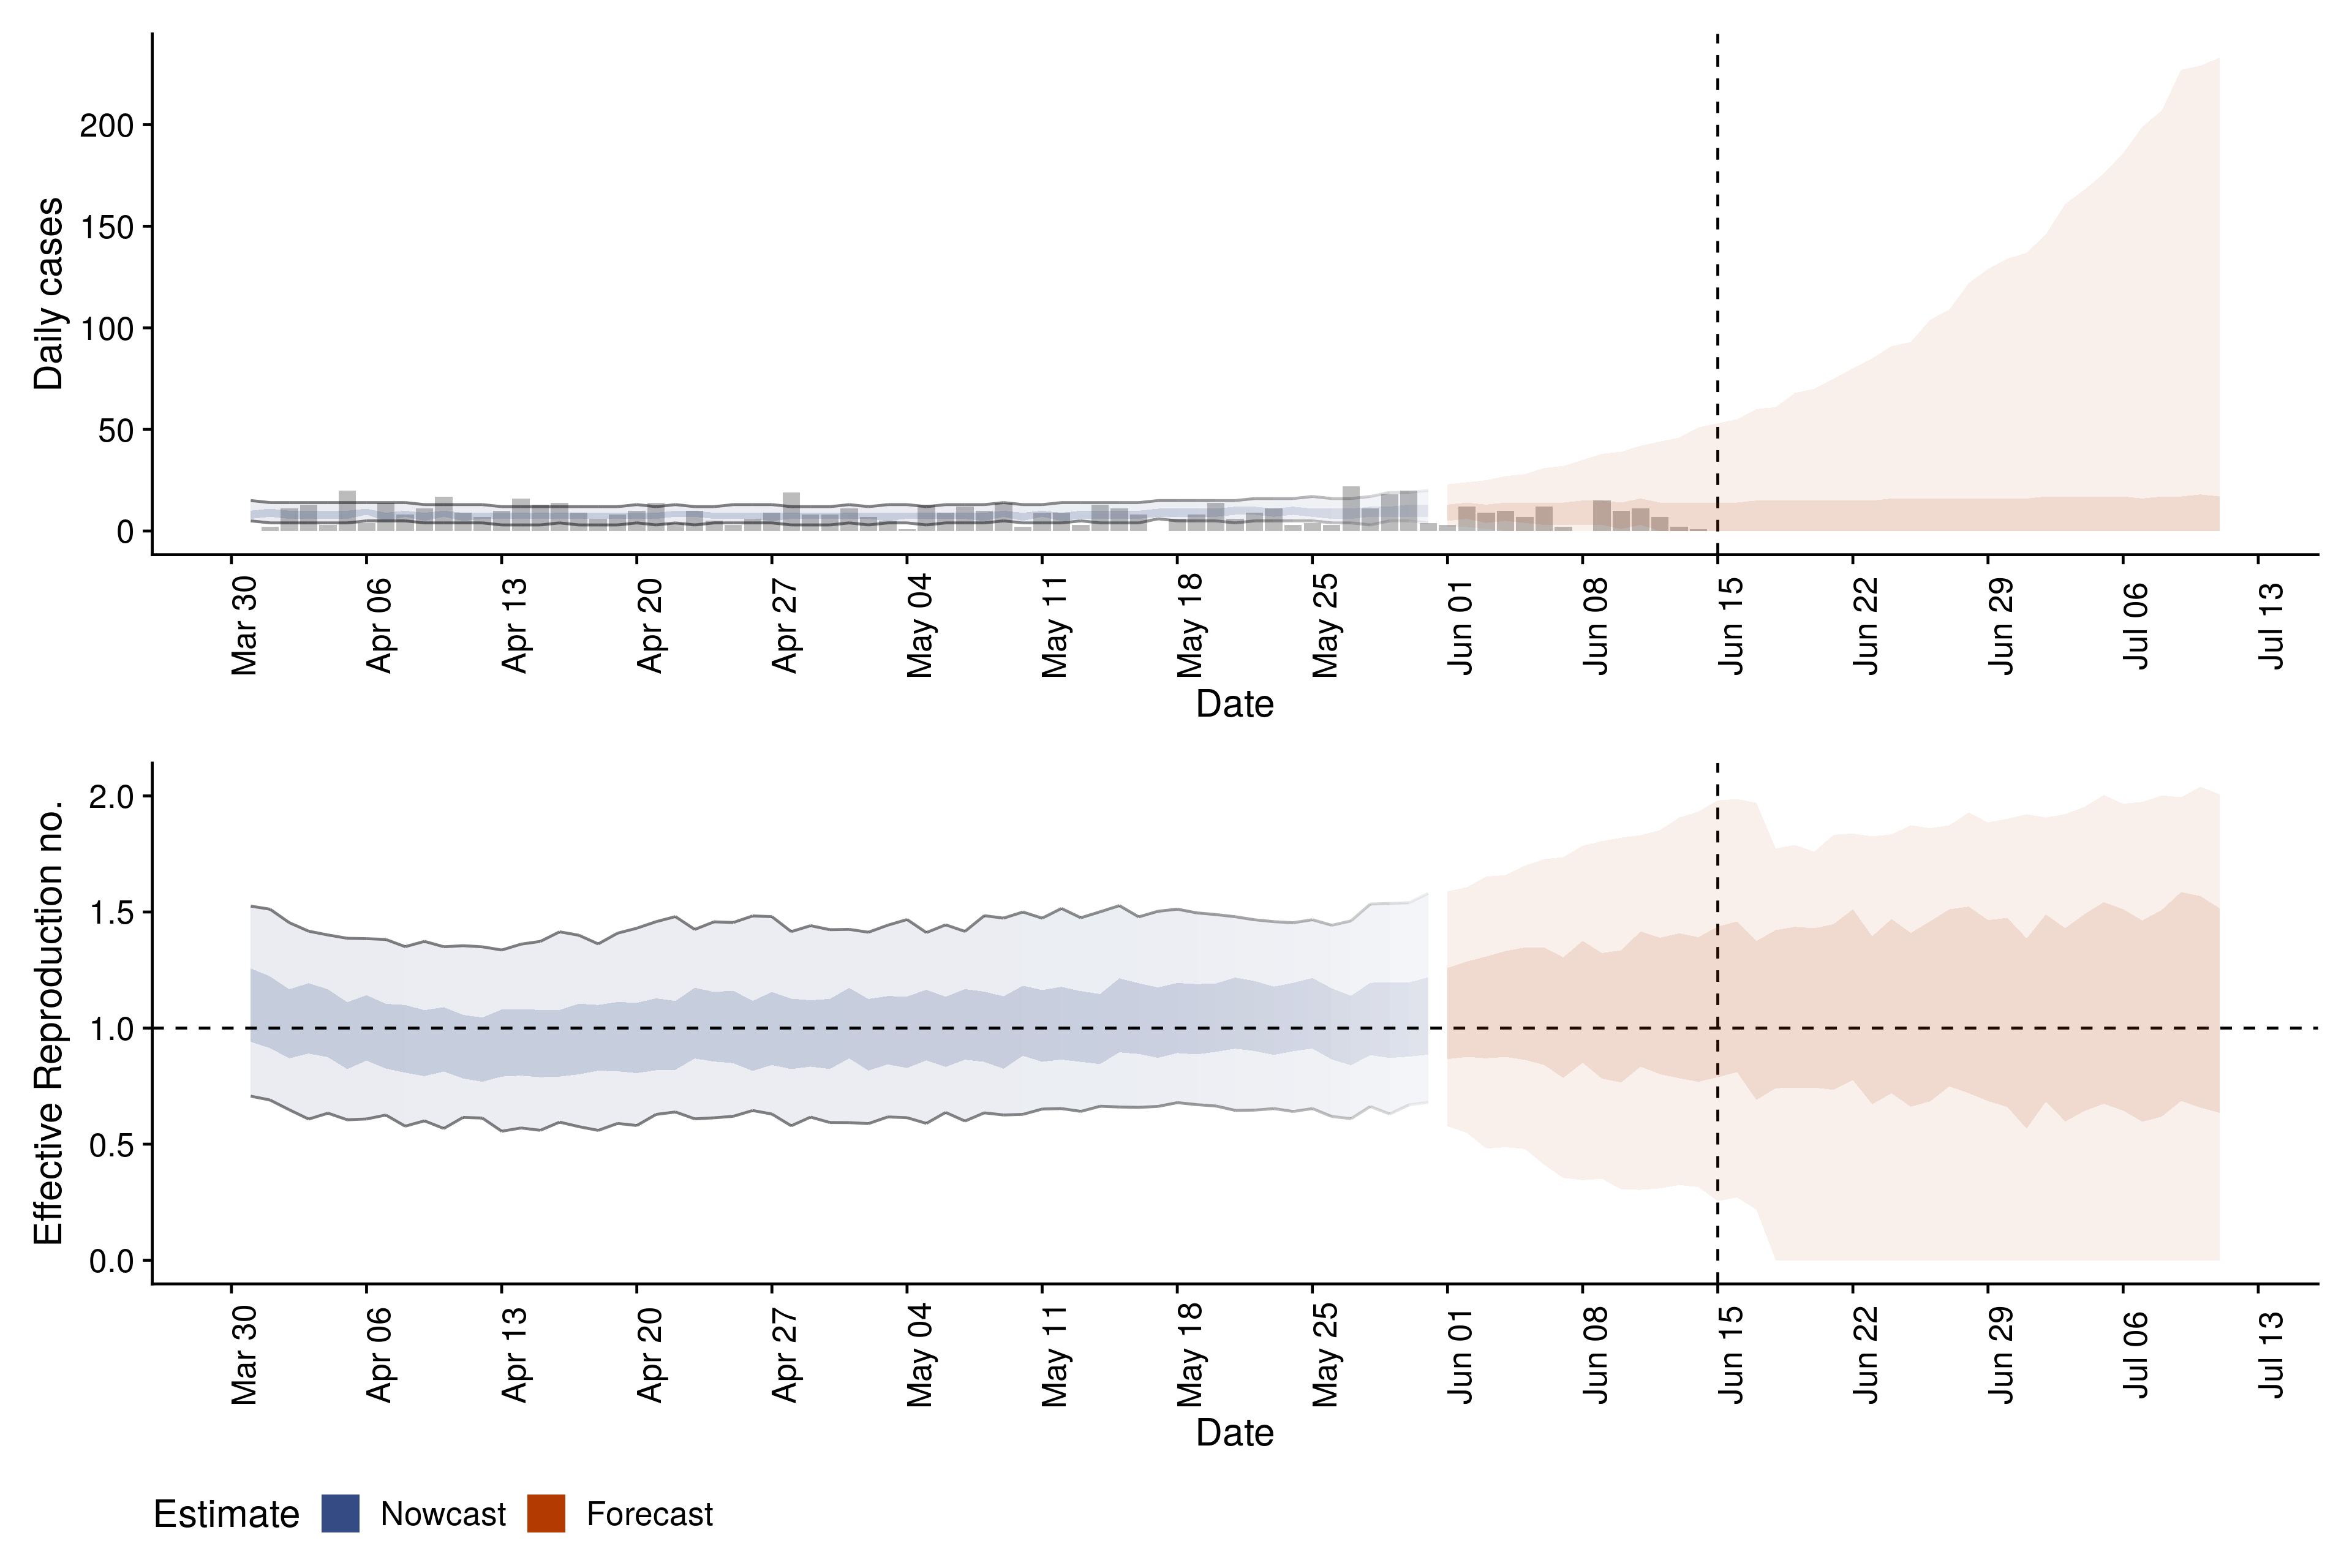 Daily cases
200
150
100
50
0
Mar 30
Apr 06
Apr 13
Apr 20
Apr 27
May 04
May 11
May 18
May 25
Jun 01
Jun 08
Jun 15
Jun 22
Jun 29
Jul 06
Jul 13
Date
Effective Reproduction no.
2.0
1.5
1.0
0.5
0.0
Mar 30
Apr 06
Apr 13
Apr 20
Apr 27
May 04
May 11
May 18
May 25
Jun 01
Jun 08
Jun 15
Jun 22
Jun 29
Jul 06
Jul 13
Date
Estimate Nowcast Forecast